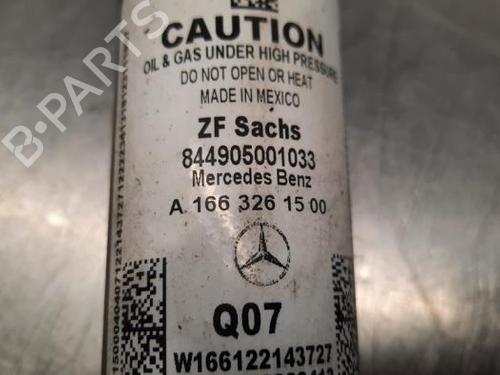 CAUTION
OIL & GAS UNDER HIGH PRESSURE
DO NOT OPEN OR HEAT
MADE IN MEXICO
ZF Sachs
844905001033
Mercedes Benz
A 166 326 15 00
Q07
W166122143727
B-PARTS